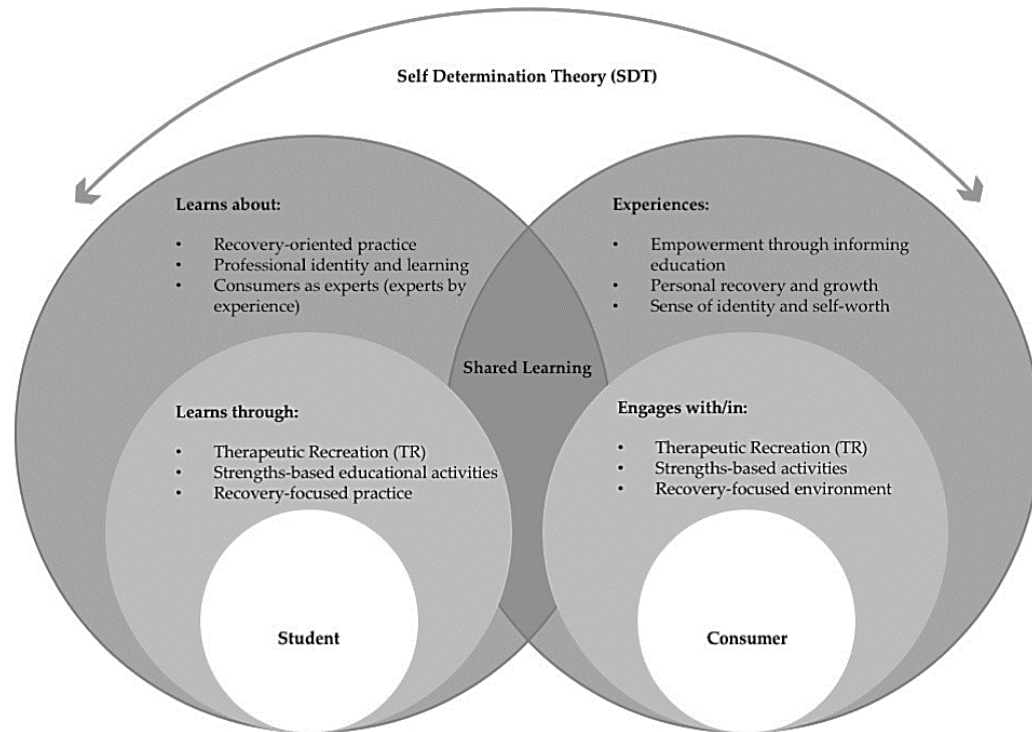 Self Determination Theory (SDT)
Learns about:
• Recovery-oriented practice
• Professional identity and learning
• Consumers as experts (experts by
experience)
Experiences:
• Empowerment through informing
education
• Personal recovery and growth
• Sense of identity and self-worth
Shared Learning
Learns through:
• Therapeutic Recreation (TR)
• Strengths-based educational activities
• Recovery-focused practice
Engages with/in:
• Therapeutic Recreation (TR)
• Strengths-based activities
• Recovery-focused environment
Student
Consumer